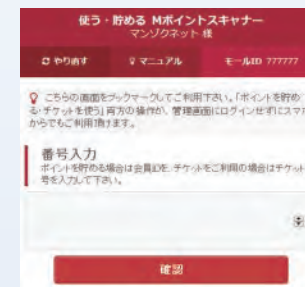 使う・貯める Mポイントスキャナー
マンゾクネット 様
やり直す
マニュアル
モールID 777777
こちらの画面をブックマークしてご利用下さい。「ポイントを貯め
る・チケットを使う」両方の操作が、管理画面にログインせずにスマホ
からでもご利用頂けます。
番号入力
ポイントを貯める場合は会員IDを、チケットをご利用の場合はチケット
号を入力して下さい。
確認